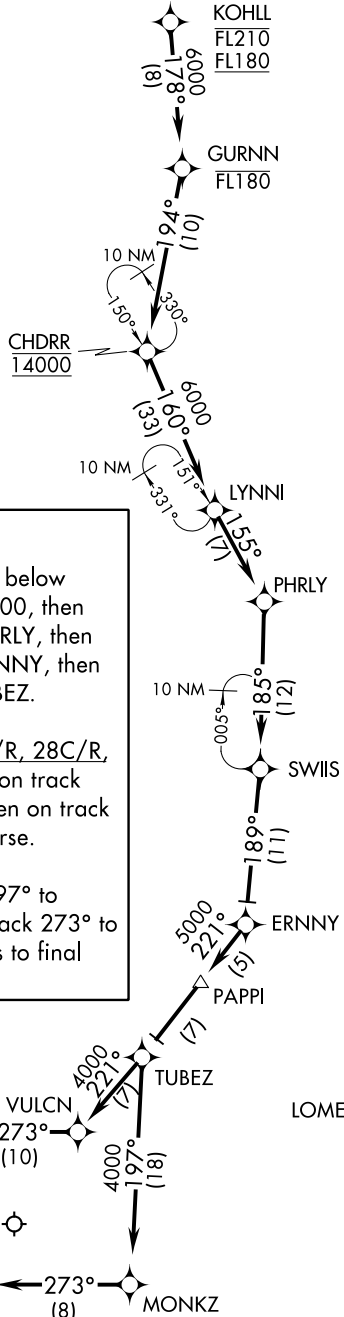 KOHLL
FL210
FL180
6000
178°
(8)
GURNN
FL180
194°
(10)
10 NM
330°
150°
CHDRR
14000
6000
160°
(33)
10 NM
151°
331°
LYNNI
155°
(7)
PHRLY
below
00, then
RLY, then
NNY, then
BEZ.
185°
(12)
10 NM
005°
SWIIS
/R, 28C/R,
on track
en on track
rse.
189°
(11)
97° to
ack 273° to
s to final
ERNNY
5000
221°
(5)
PAPPI
(7)
TUBEZ
4000
221°
(7)
VULCN
273°
(10)
LOME
4000
197°
(18)
273°
(8)
MONKZ